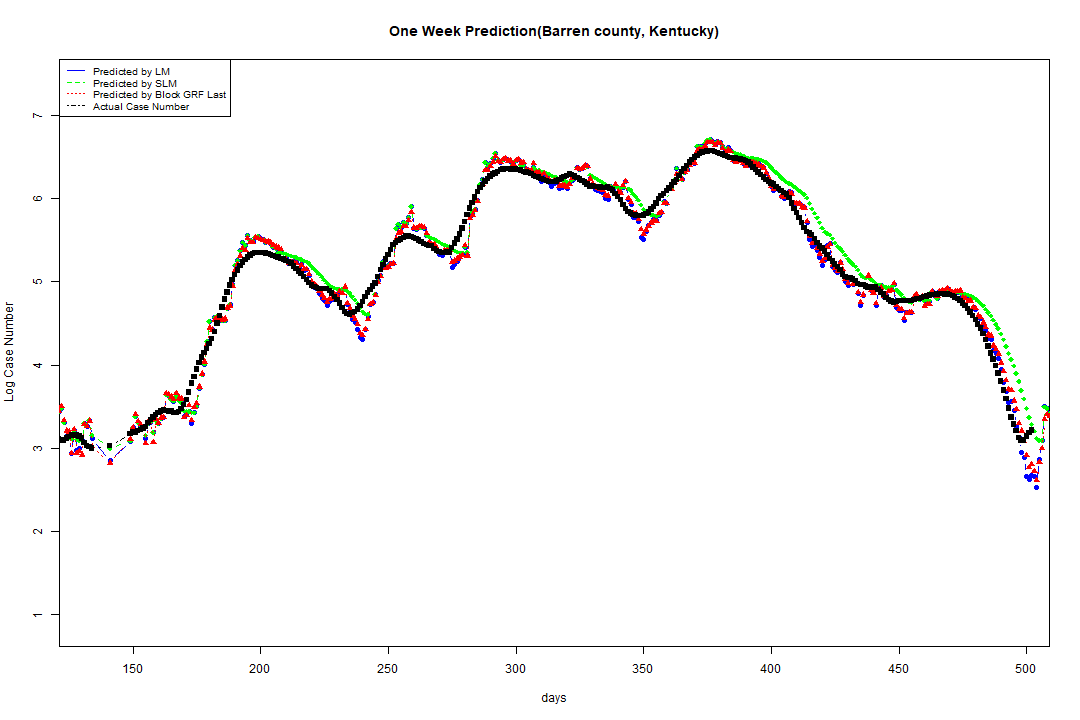 One Week Prediction(Barren county, Kentucky)
Predicted by LM
Predicted by SLM
Predicted by Block GRF Last
Actual Case Number
Log Case Number
7
6
5
4
3
2
1
150 200 250 300 350 400 450 500
days